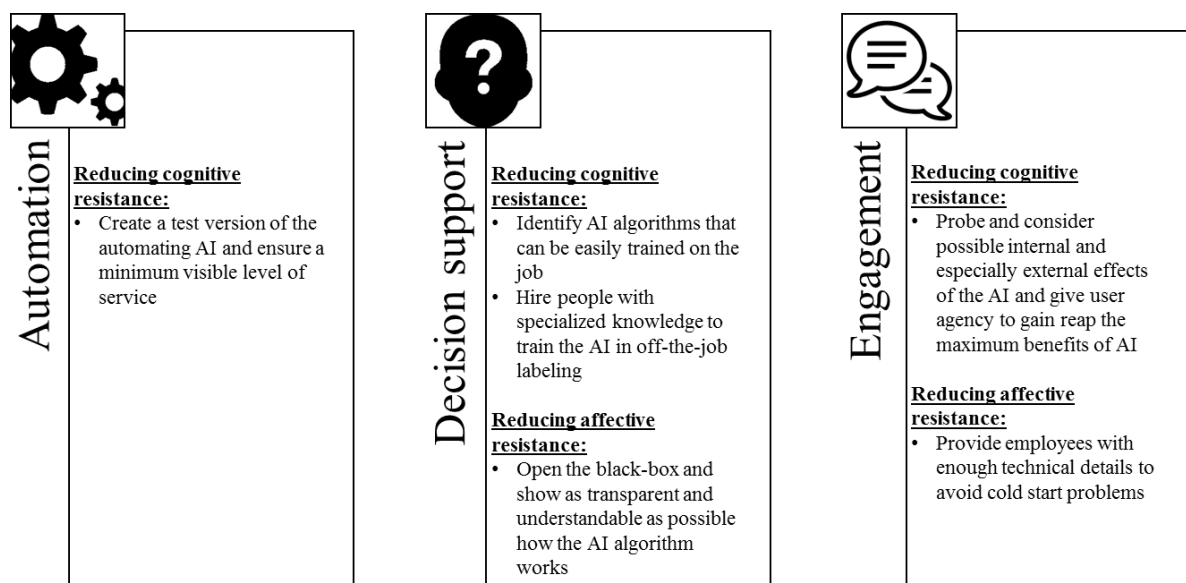 Automation
Reducing cognitive
resistance:
• Create a test version of the
automating AI and ensure a
minimum visible level of
service
Decision support
Reducing cognitive
resistance:
• Identify AI algorithms that
can be easily trained on the
job
• Hire people with
specialized knowledge to
train the AI in off-the-job
labeling
Reducing affective
resistance:
• Open the black-box and
show as transparent and
understandable as possible
how the AI algorithm
works
Engagement
Reducing cognitive
resistance:
• Probe and consider
possible internal and
especially external effects
of the AI and give user
agency to gain reap the
maximum benefits of AI
Reducing affective
resistance:
• Provide employees with
enough technical details to
avoid cold start problems
?